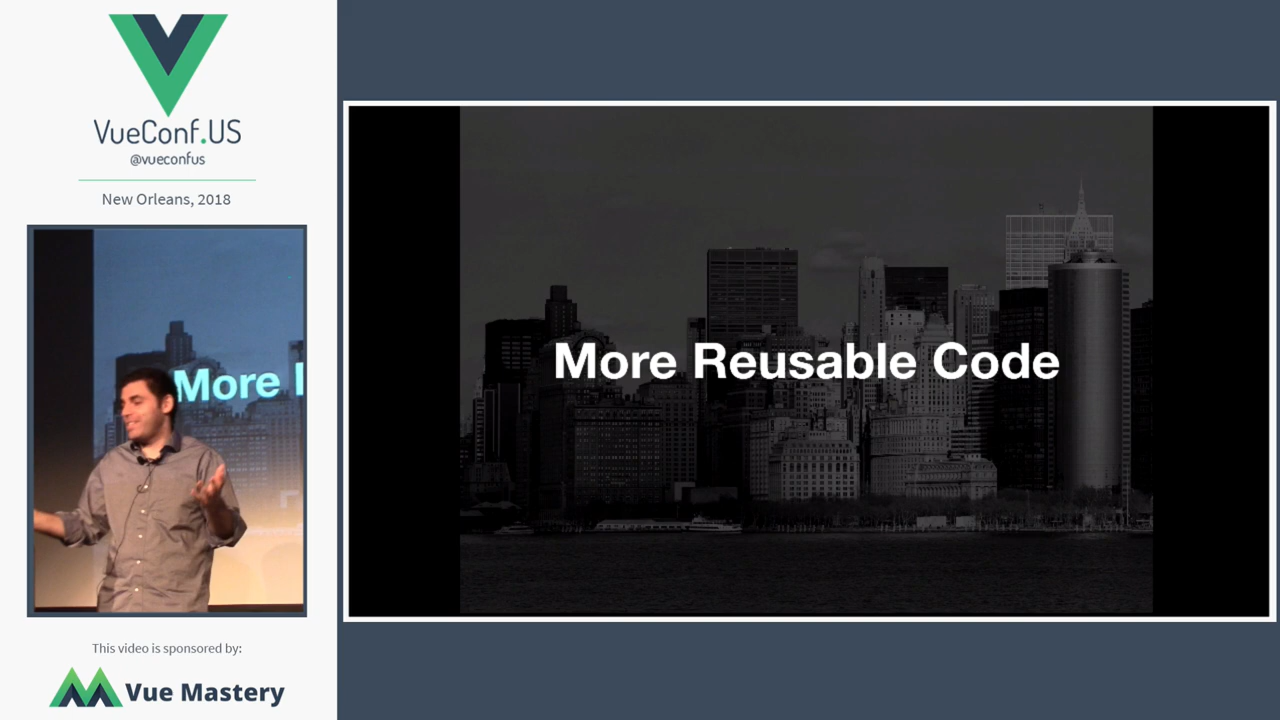 VueConf.US
@vueconfus
New Orleans, 2018
More
This video is sponsored by:
Vue Mastery
More Reusable Code